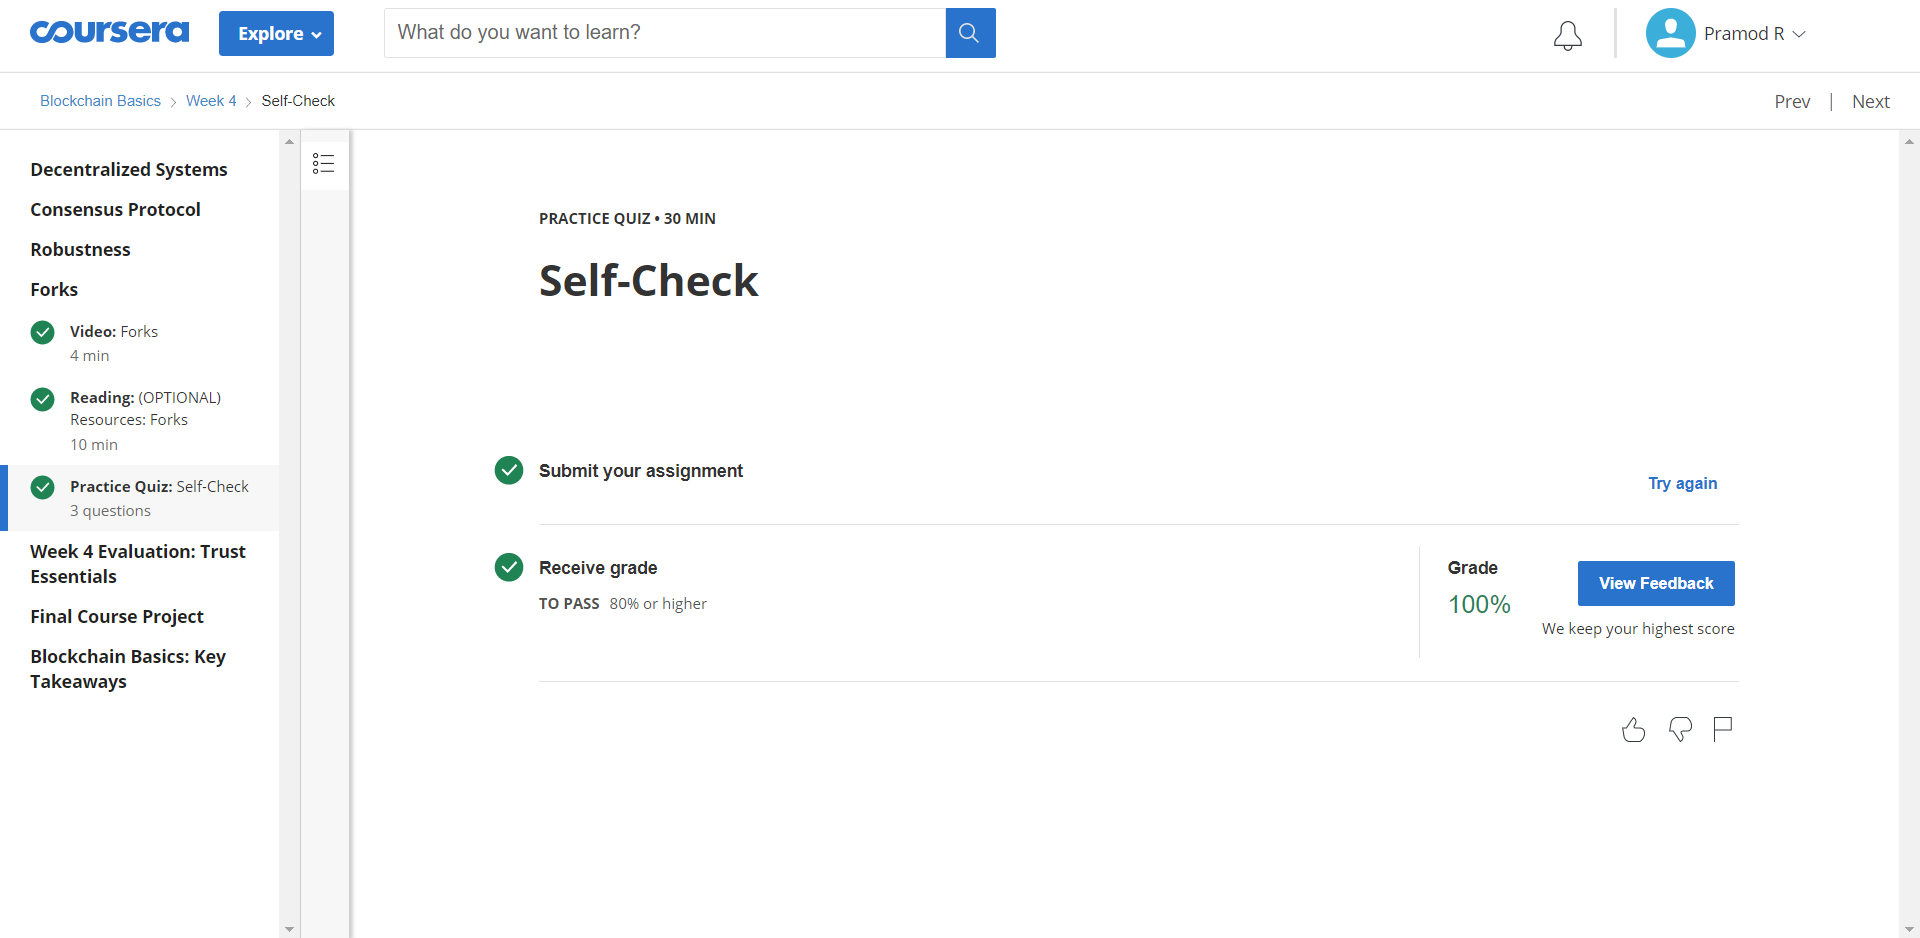 coursera
Explore
What do you want to learn?
Pramod R
Blockchain Basics
Week 4
Self-Check
Prev | Next
Decentralized Systems
Consensus Protocol
Robustness
Forks
Video: Forks
4 min
Reading: (OPTIONAL)
Resources: Forks
10 min
Practice Quiz: Self-Check
3 questions
Week 4 Evaluation: Trust
Essentials
Final Course Project
Blockchain Basics: Key
Takeaways
PRACTICE QUIZ • 30 MIN
Self-Check
Submit your assignment
Try again
Receive grade
TO PASS 80% or higher
Grade
100%
View Feedback
We keep your highest score